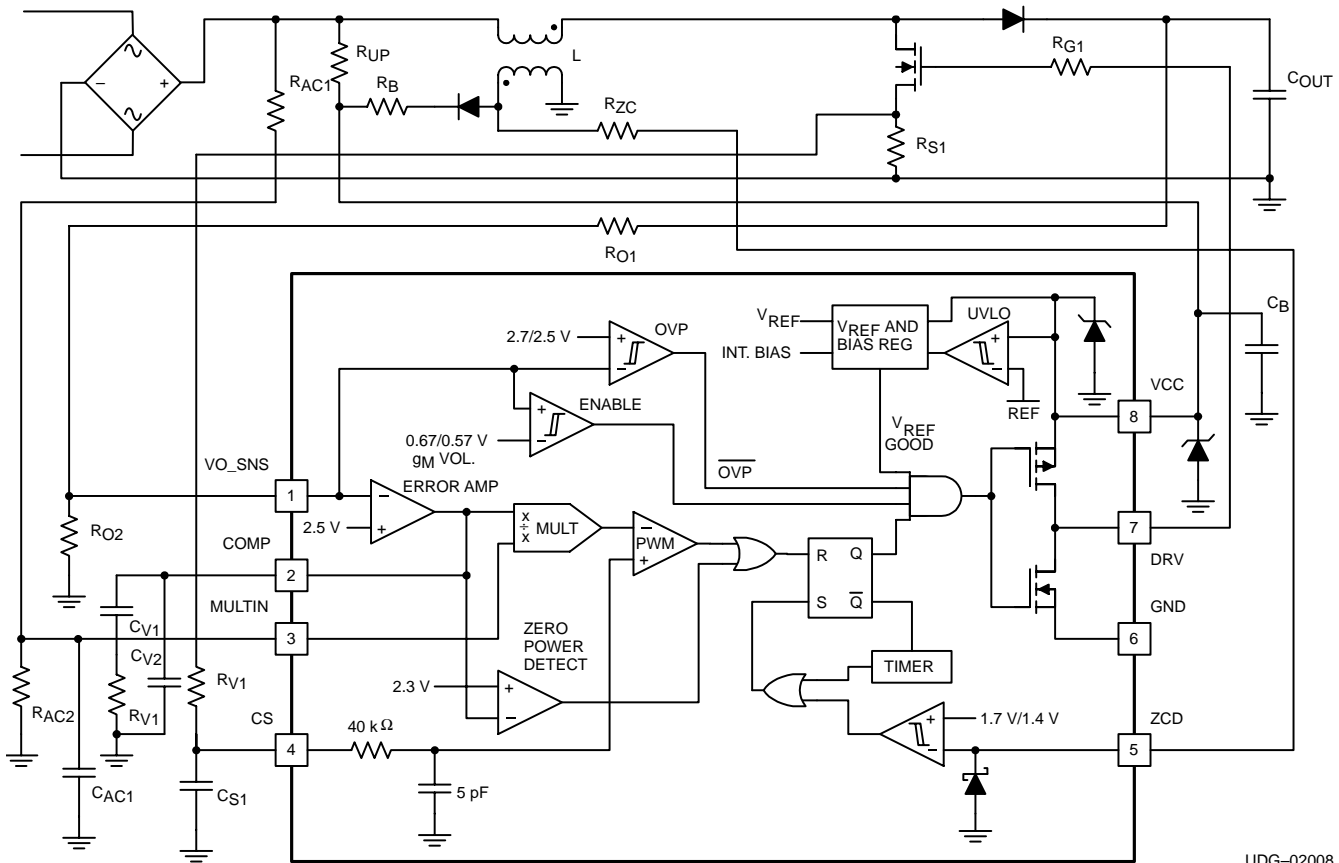 RUP
RAC1
RB
L
RZC
RG1
COUT
RS1
RO1
CB
VREF
INT. BIAS
VREF AND
BIAS REG
UVLO
REF
2.7/2.5 V
OVP
ENABLE
0.67/0.57 V
gM VOL.
VREF
GOOD
OVP
VCC
8
VO_SNS
1
ERROR AMP
2.5 V
x
÷
x
MULT
PWM
RO2
COMP
2
R Q
S Q
7
DRV
GND
6
MULTIN
3
CV1
CV2
RV1
RV1
RAC2
CAC1
ZERO
POWER
DETECT
2.3 V
TIMER
1.7 V/1.4 V
ZCD
5
CS
4
40 kΩ
5 pF
CS1
+
−
UDG–02008